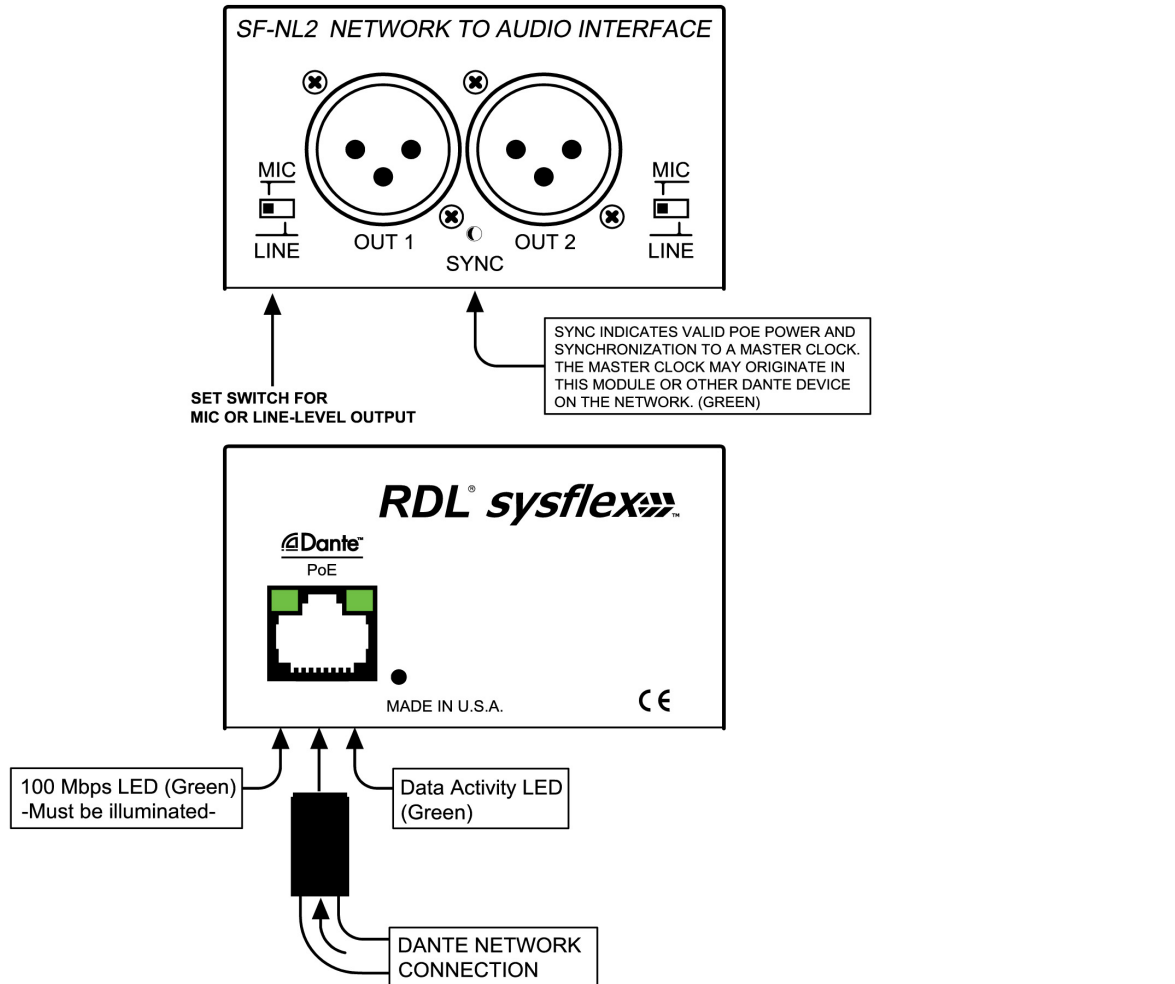 SF-NL2 NETWORK TO AUDIO INTERFACE
MIC
LINE
OUT 1
SYNC
OUT 2
MIC
LINE
SET SWITCH FOR
MIC OR LINE-LEVEL OUTPUT
SYNC INDICATES VALID POE POWER AND
SYNCHRONIZATION TO A MASTER CLOCK.
THE MASTER CLOCK MAY ORIGINATE IN
THIS MODULE OR OTHER DANTE DEVICE
ON THE NETWORK. (GREEN)
RDL® sysflex™
Dante™
PoE
MADE IN U.S.A.
CE
100 Mbps LED (Green)
-Must be illuminated-
Data Activity LED
(Green)
DANTE NETWORK
CONNECTION